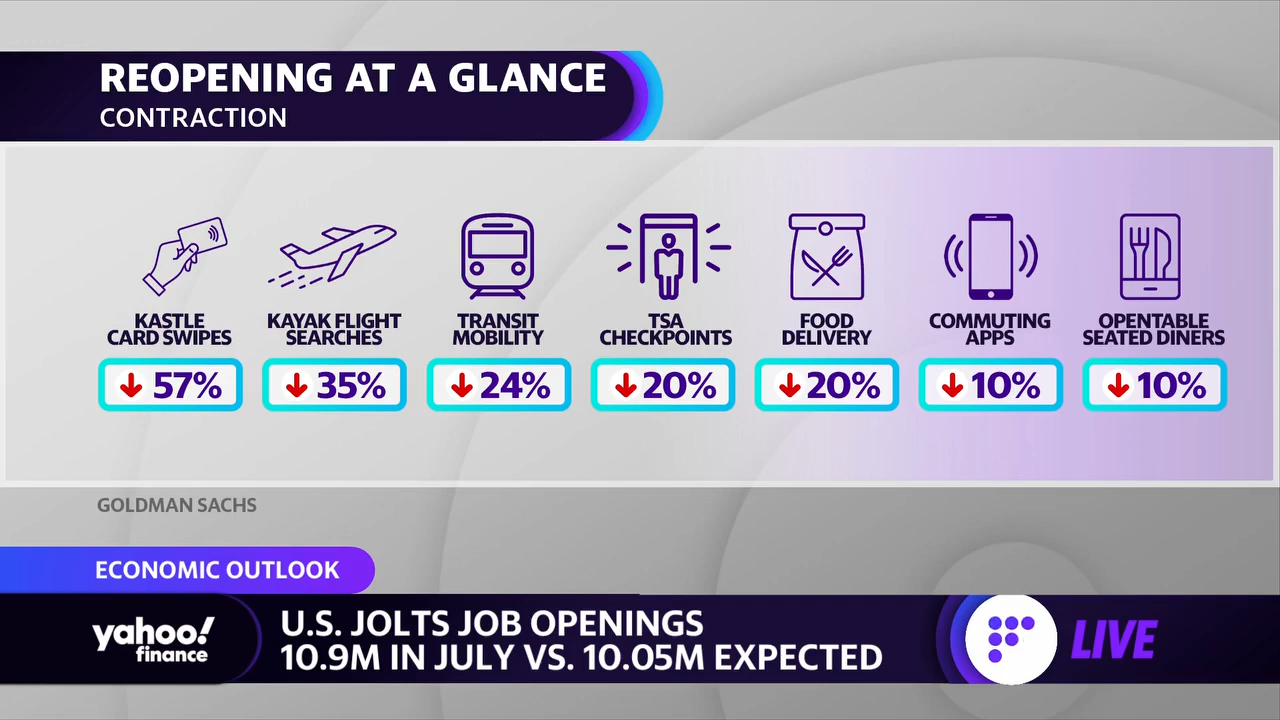 REOPENING AT A GLANCE
CONTRACTION
KASTLE
CARD SWIPES
57%
KAYAK FLIGHT
SEARCHES
35%
TRANSIT
MOBILITY
24%
TSA
CHECKPOINTS
20%
FOOD
DELIVERY
20%
COMMUTING
APPS
10%
OPENTABLE
SEATED DINERS
10%
GOLDMAN SACHS
ECONOMIC OUTLOOK
yahoo!
finance
U.S. JOLTS JOB OPENINGS
10.9M IN JULY VS. 10.05M EXPECTED
LIVE